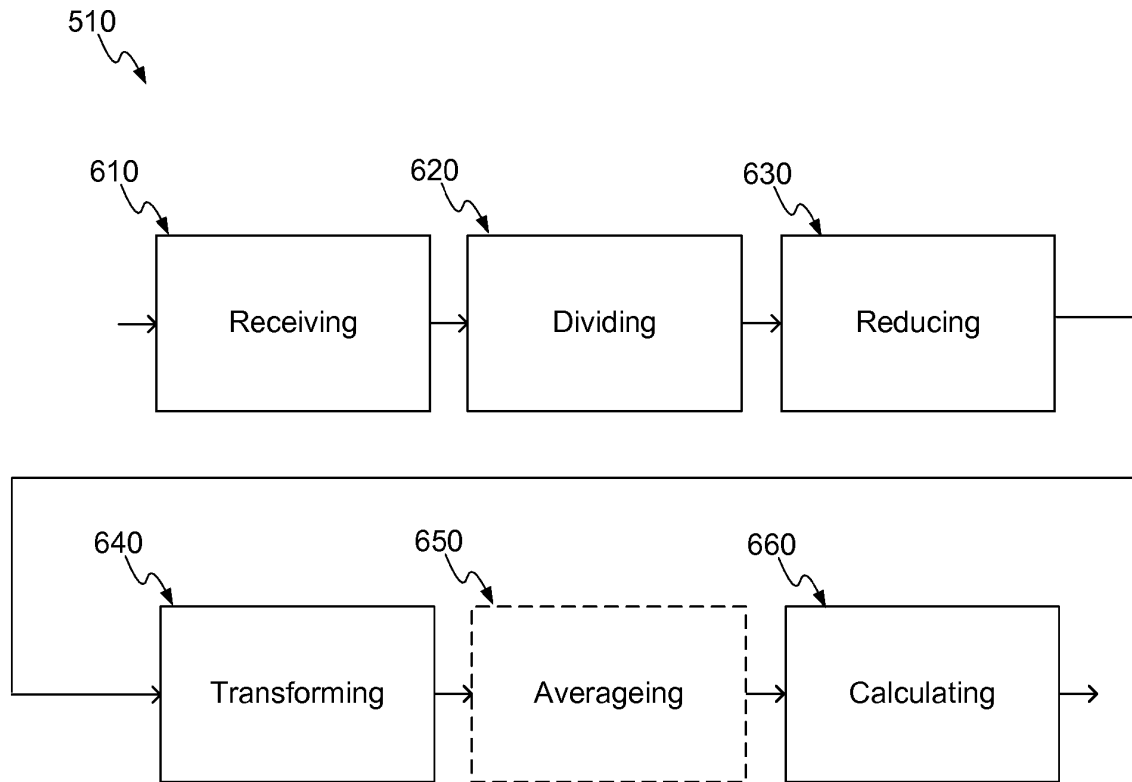 510
610
620
630
Receiving
Dividing
Reducing
640
650
660
Transforming
Averageing
Calculating